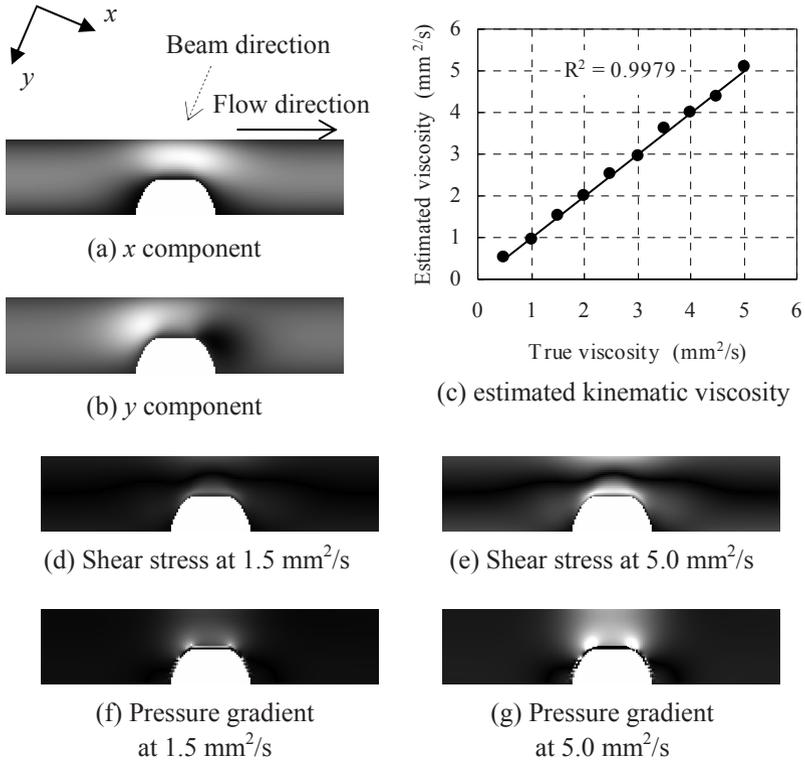 x
y
Beam direction
Flow direction
(a) x component
(b) y component
Estimated viscosity (mm²/s)
6
5
4
3
2
1
0
R² = 0.9979
0 1 2 3 4 5 6
True viscosity (mm²/s)
(c) estimated kinematic viscosity
(d) Shear stress at 1.5 mm²/s
(e) Shear stress at 5.0 mm²/s
(f) Pressure gradient
at 1.5 mm²/s
(g) Pressure gradient
at 5.0 mm²/s